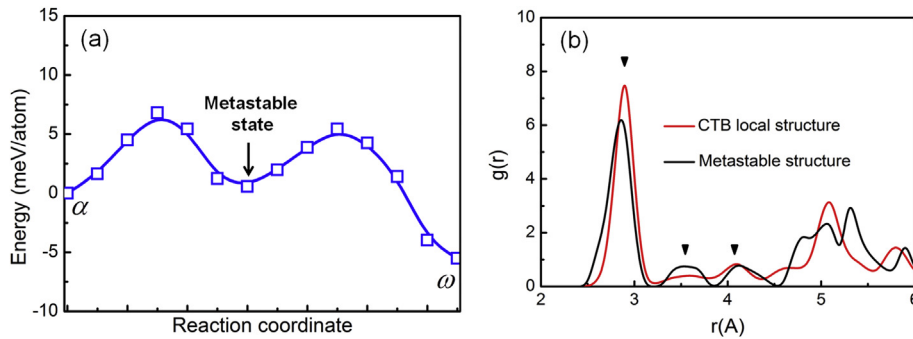 (a)
15
10
5
0
-5
-10
Energy (meV/atom)
Metastable
state
α
ω
Reaction coordinate
(b)
10
8
6
4
2
0
g(r)
CTB local structure
Metastable structure
2
3
4
5
6
r(A)